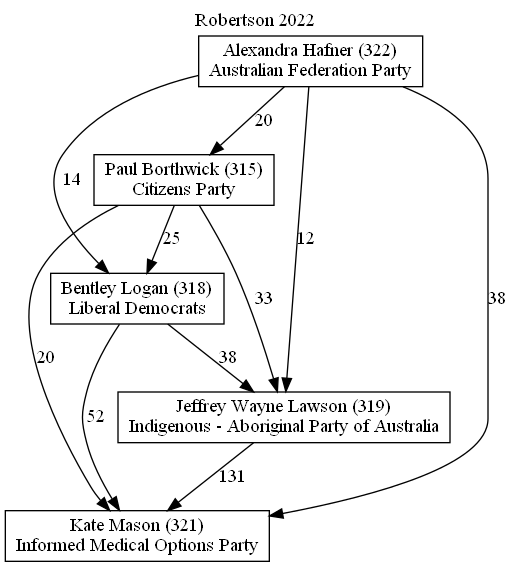 Robertson 2022
Alexandra Hafner (322)
Australian Federation Party
20
Paul Borthwick (315)
Citizens Party
14
25
12
Bentley Logan (318)
Liberal Democrats
33
38
20
38
52
Jeffrey Wayne Lawson (319)
Indigenous - Aboriginal Party of Australia
131
Kate Mason (321)
Informed Medical Options Party